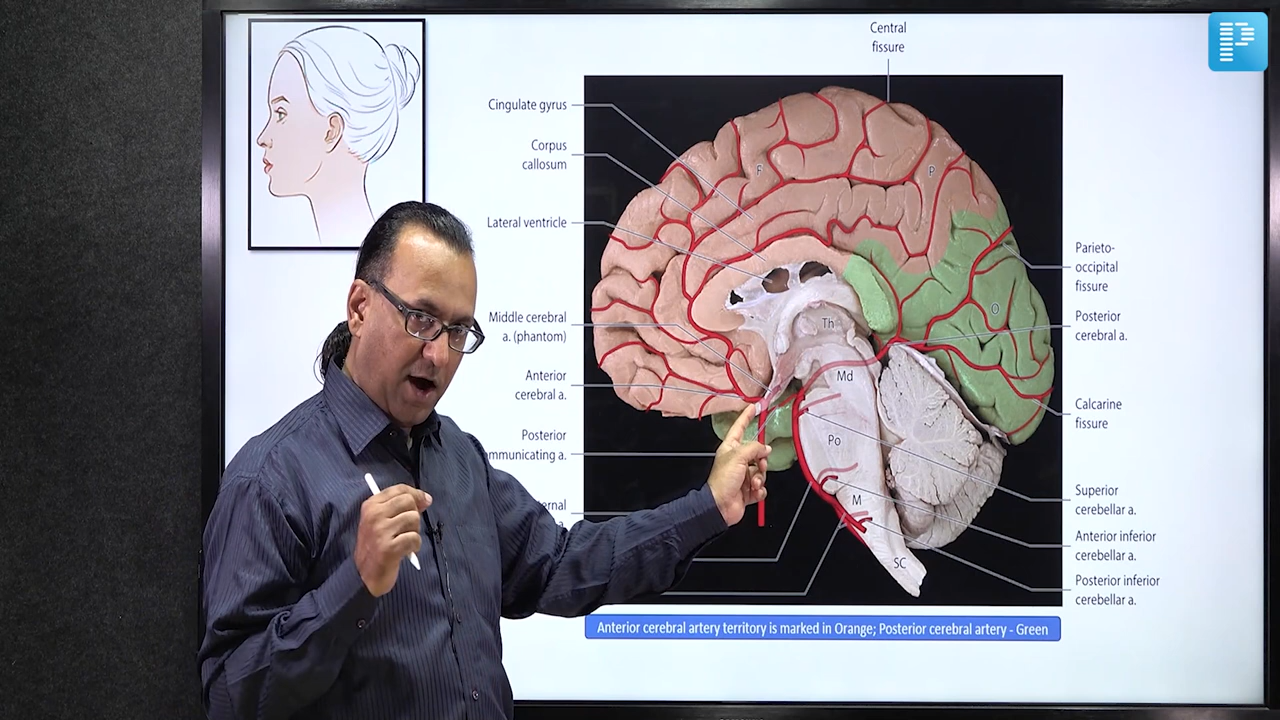 Central
fissure
Cingulate gyrus
Corpus
callosum
Lateral ventricle
Middle cerebral
a. (phantom)
Anterior
cerebral a.
Posterior
mmunicating a.
rnal
a.
Parieto-
occipital
fissure
Posterior
cerebral a.
Calcarine
fissure
Superior
cerebellar a.
Anterior inferior
cerebellar a.
Posterior inferior
cerebellar a.
F
P
O
Th
Md
Po
M
SC
Anterior cerebral artery territory is marked in Orange; Posterior cerebral artery - Green
P